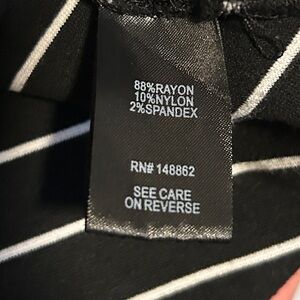 88%RAYON
10%NYLON
2%SPANDEX
RN# 148862
SEE CARE
ON REVERSE